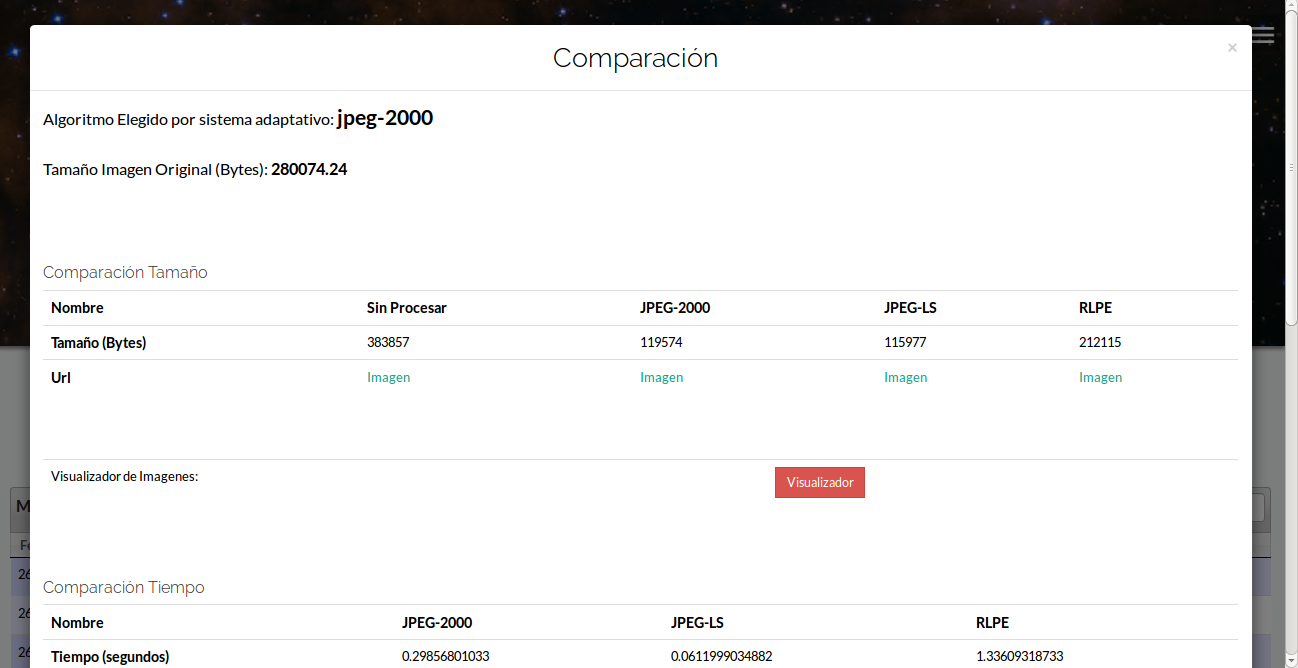 Comparación
×
Algoritmo Elegido por sistema adaptativo: jpeg-2000
Tamaño Imagen Original (Bytes): 280074.24
Comparación Tamaño
Nombre Sin Procesar JPEG-2000 JPEG-LS RLPE
Tamaño (Bytes) 383857 119574 115977 212115
Url Imagen Imagen Imagen Imagen
Visualizador de Imagenes: Visualizador
Comparación Tiempo
Nombre JPEG-2000 JPEG-LS RLPE
Tiempo (segundos) 0.29856801033 0.0611999034882 1.33609318733